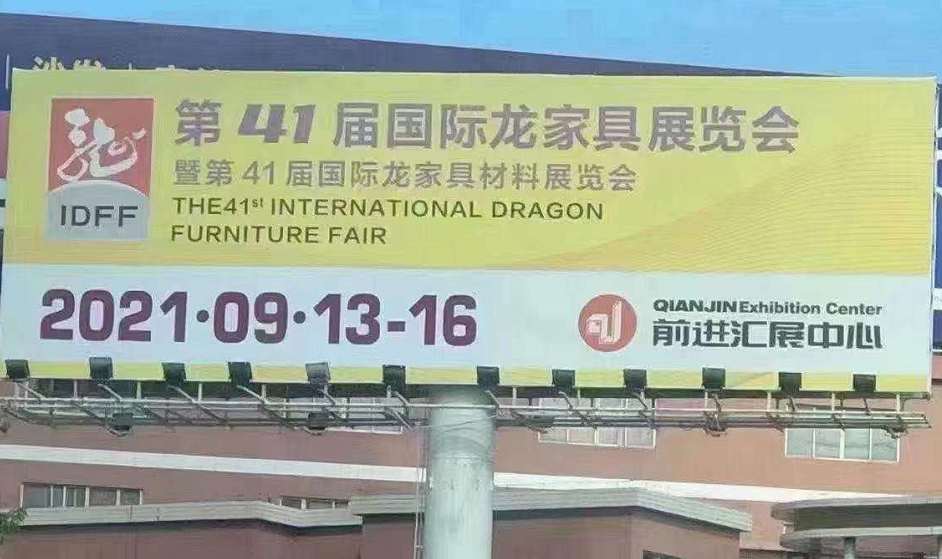 龙
IDFF
第41届国际龙家具展览会
暨第41届国际龙家具材料展览会
THE41st INTERNATIONAL DRAGON
FURNITURE FAIR
2021·09·13-16
QIANJIN Exhibition Center
前进汇展中心